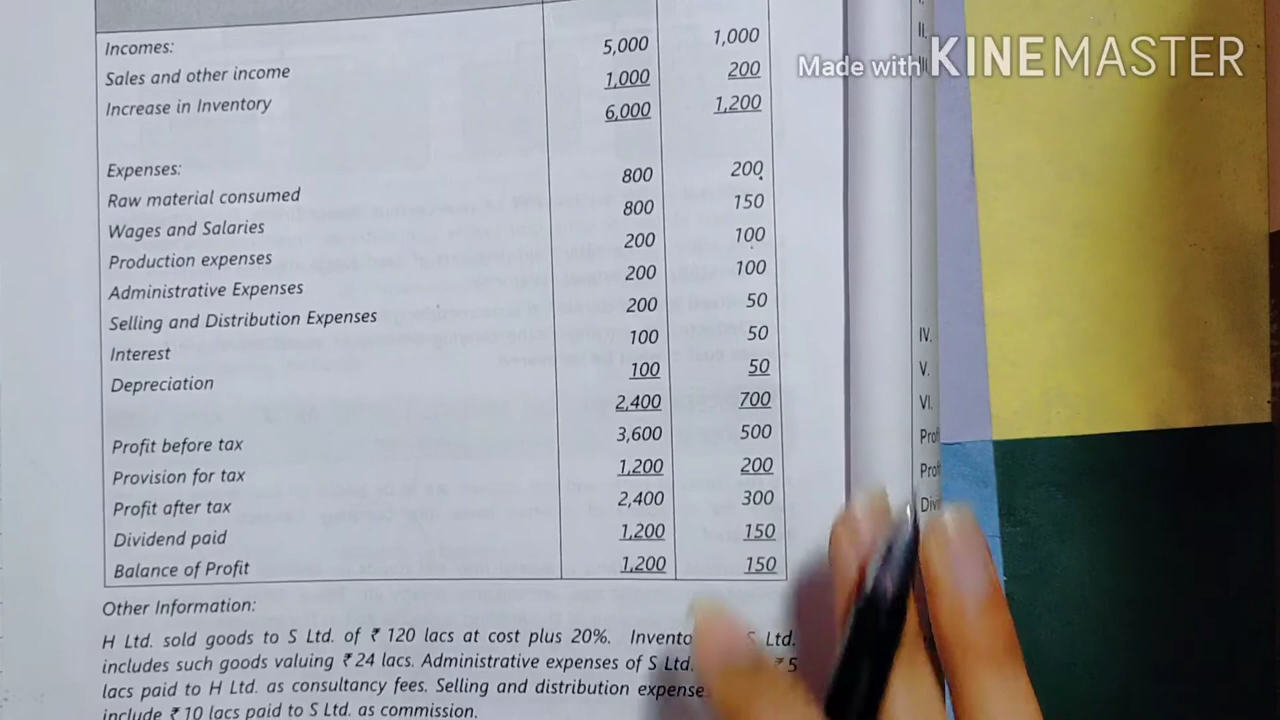 Incomes: 5,000 1,000
Sales and other income 1,000 200
Increase in Inventory 6,000 1,200
Expenses: 800 200
Raw material consumed 800 150
Wages and Salaries 200 100
Production expenses 200 100
Administrative Expenses 200 50
Selling and Distribution Expenses 100 50
Interest 100 50
Depreciation 2,400 700
Profit before tax 3,600 500
Provision for tax 1,200 200
Profit after tax 2,400 300
Dividend paid 1,200 150
Balance of Profit 1,200 150
Other Information:
H Ltd. sold goods to S Ltd. of ₹ 120 lacs at cost plus 20%. S Ltd.
includes such goods valuing ₹ 24 lacs. Administrative expenses of S Ltd. ₹ 5
lacs paid to H Ltd. as consultancy fees. Selling and distribution
include ₹ 10 lacs paid to S Ltd. as commission.
Made with KINEMASTER
II.
IV.
V.
VI.